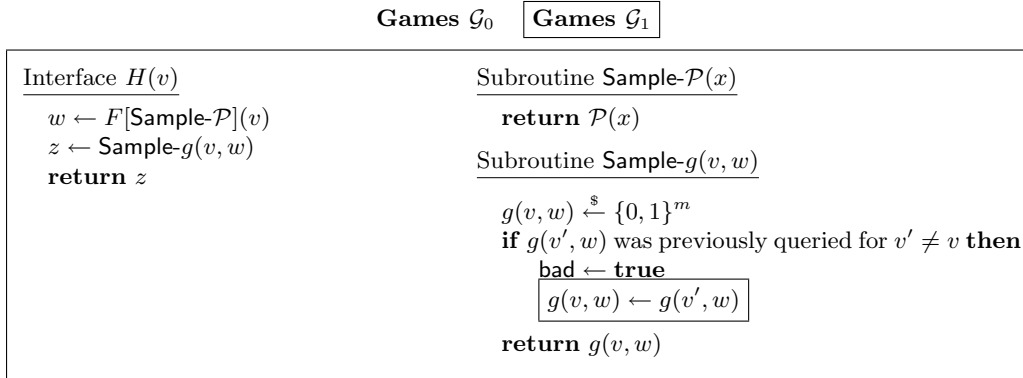 Games 𝒢₀ Games 𝒢₁
Interface H(v)
w ← F[Sample-𝒫](v)
z ← Sample-g(v, w)
return z
Subroutine Sample-𝒫(x)
return 𝒫(x)
Subroutine Sample-g(v, w)
g(v, w) ←$ {0, 1}ᵐ
if g(v′, w) was previously queried for v′ ≠ v then
bad ← true
g(v, w) ← g(v′, w)
return g(v, w)